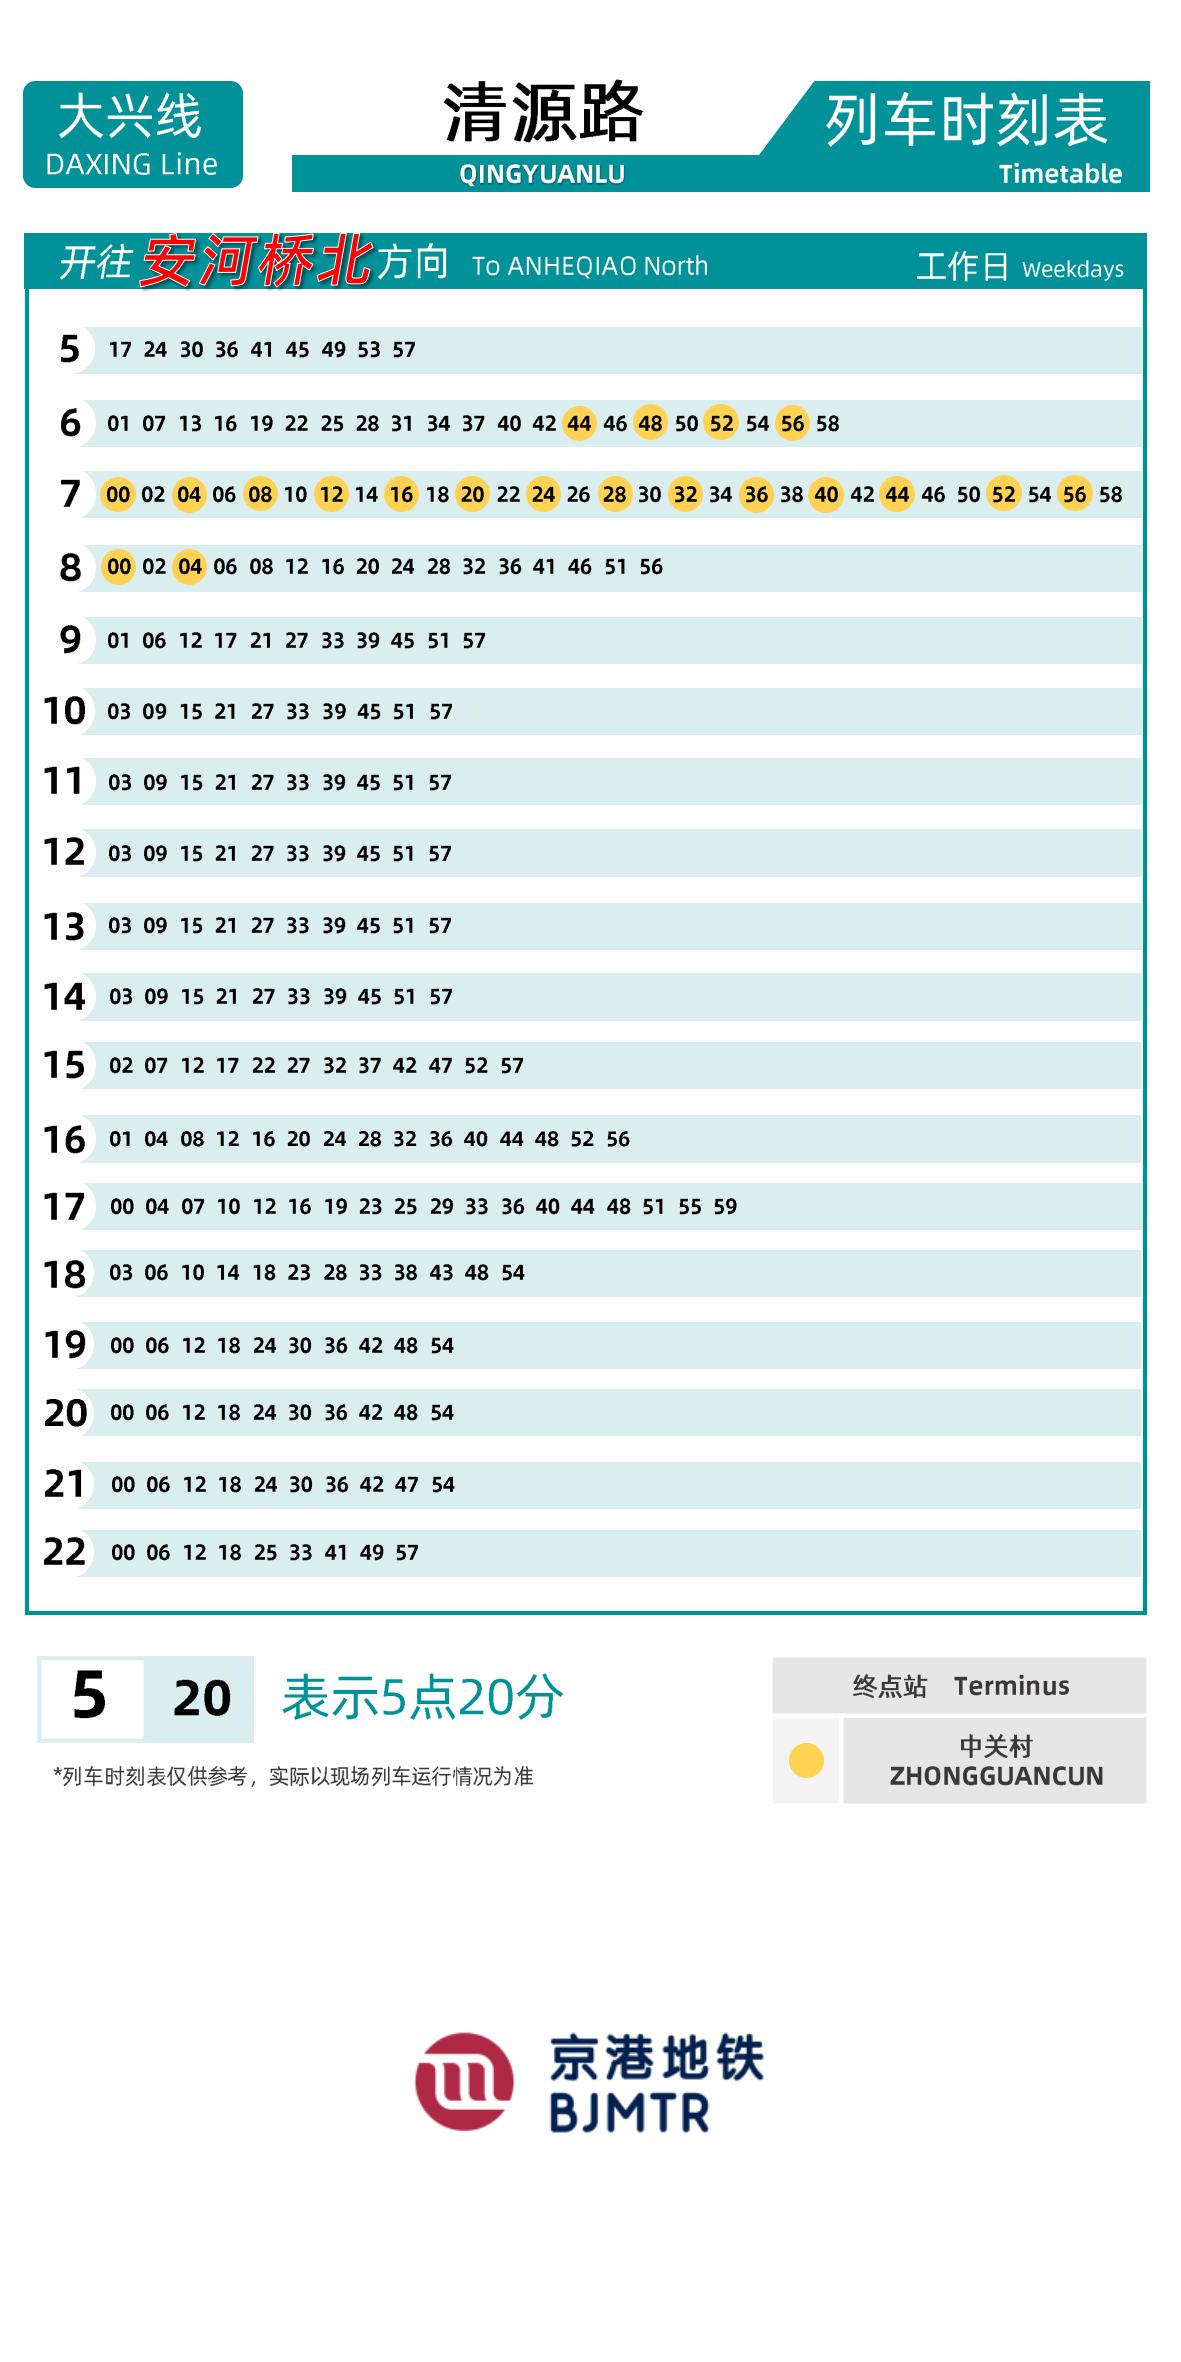 大兴线
DAXING Line
清源路
QINGYUANLU
列车时刻表
Timetable
开往安河桥北方向 To ANHEQIAO North 工作日 Weekdays
5 17 24 30 36 41 45 49 53 57
6 01 07 13 16 19 22 25 28 31 34 37 40 42 44 46 48 50 52 54 56 58
7 00 02 04 06 08 10 12 14 16 18 20 22 24 26 28 30 32 34 36 38 40 42 44 46 50 52 54 56 58
8 00 02 04 06 08 12 16 20 24 28 32 36 41 46 51 56
9 01 06 12 17 21 27 33 39 45 51 57
10 03 09 15 21 27 33 39 45 51 57
11 03 09 15 21 27 33 39 45 51 57
12 03 09 15 21 27 33 39 45 51 57
13 03 09 15 21 27 33 39 45 51 57
14 03 09 15 21 27 33 39 45 51 57
15 02 07 12 17 22 27 32 37 42 47 52 57
16 01 04 08 12 16 20 24 28 32 36 40 44 48 52 56
17 00 04 07 10 12 16 19 23 25 29 33 36 40 44 48 51 55 59
18 03 06 10 14 18 23 28 33 38 43 48 54
19 00 06 12 18 24 30 36 42 48 54
20 00 06 12 18 24 30 36 42 48 54
21 00 06 12 18 24 30 36 42 47 54
22 00 06 12 18 25 33 41 49 57
5 20 表示5点20分
*列车时刻表仅供参考，实际以现场列车运行情况为准
终点站 Terminus
中关村
ZHONGGUANCUN
京港地铁
BJMTR